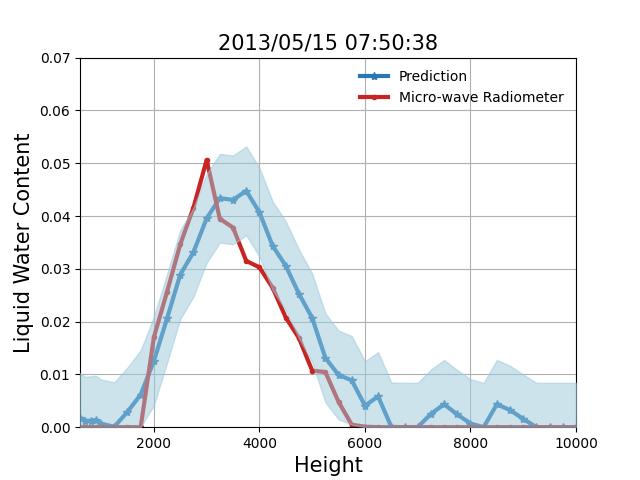 2013/05/15 07:50:38
Prediction
Micro-wave Radiometer
Liquid Water Content
0.07
0.06
0.05
0.04
0.03
0.02
0.01
0.00
2000 4000 6000 8000 10000
Height